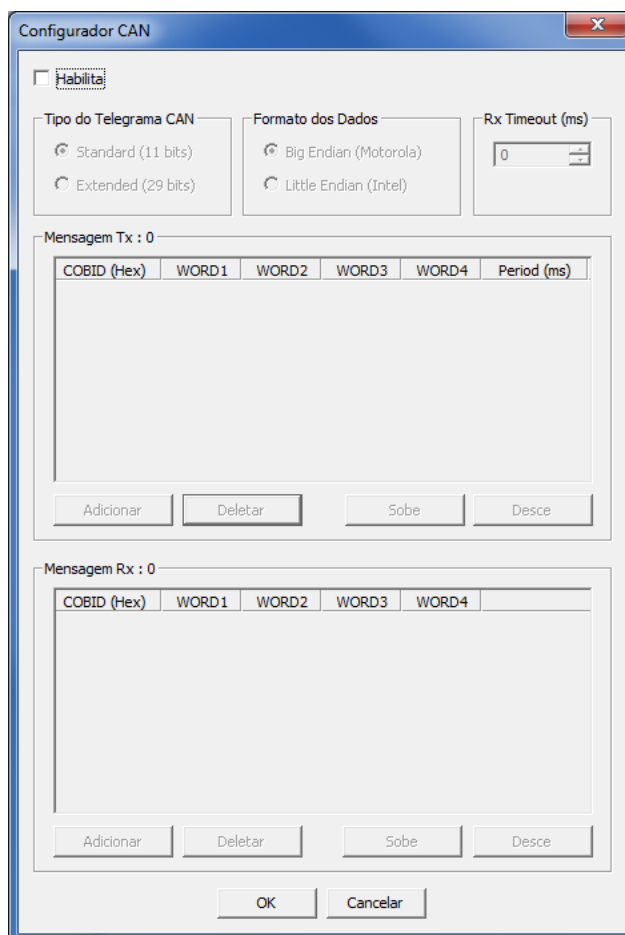 Configurador CAN
Habilita
Tipo do Telegrama CAN
Standard (11 bits)
Extended (29 bits)
Formato dos Dados
Big Endian (Motorola)
Little Endian (Intel)
Rx Timeout (ms)
0
Mensagem Tx : 0
COBID (Hex) WORD1 WORD2 WORD3 WORD4 Period (ms)
Adicionar Deletar Sobe Desce
Mensagem Rx : 0
COBID (Hex) WORD1 WORD2 WORD3 WORD4
Adicionar Deletar Sobe Desce
OK Cancelar